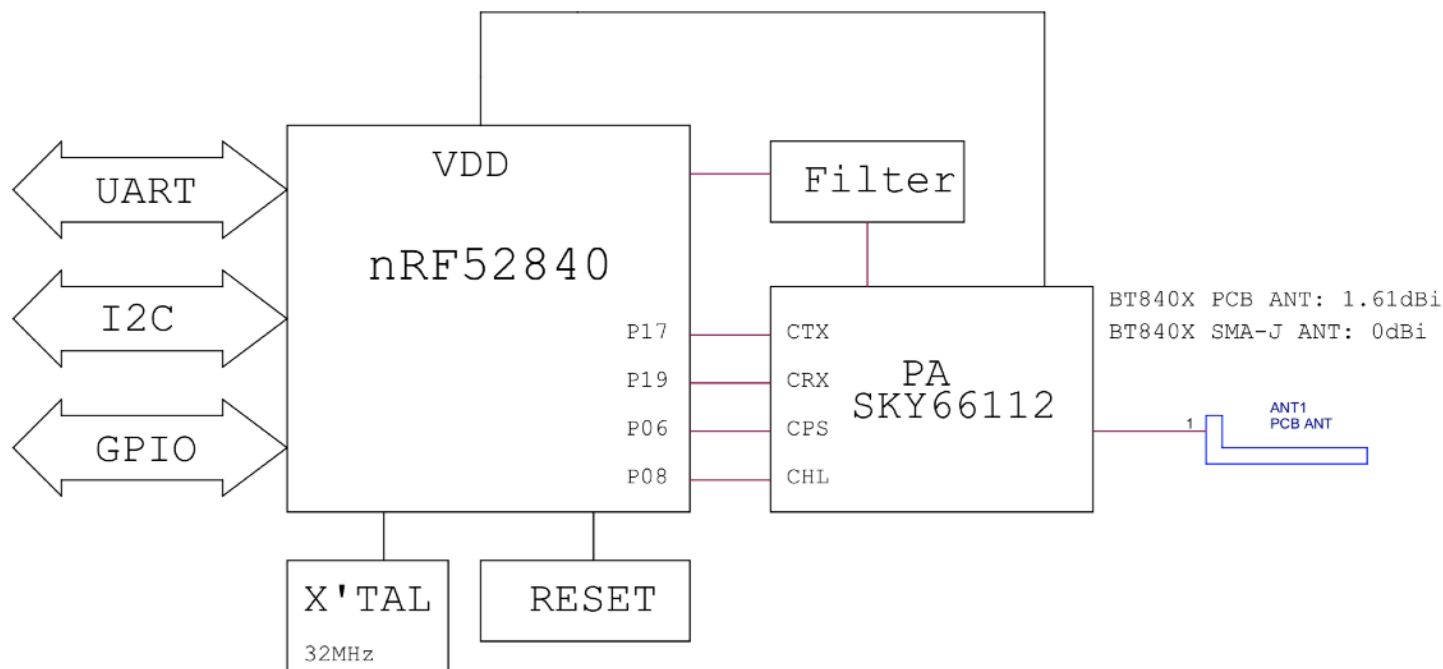 VDD
UART
Filter
nRF52840
I2C
BT840X PCB ANT: 1.61dBi
BT840X SMA-J ANT: 0dBi
P17
CTX
P19
CRX
PA
SKY66112
P06
CPS
P08
CHL
GPIO
ANT1
PCB ANT
1
X'TAL
32MHz
RESET